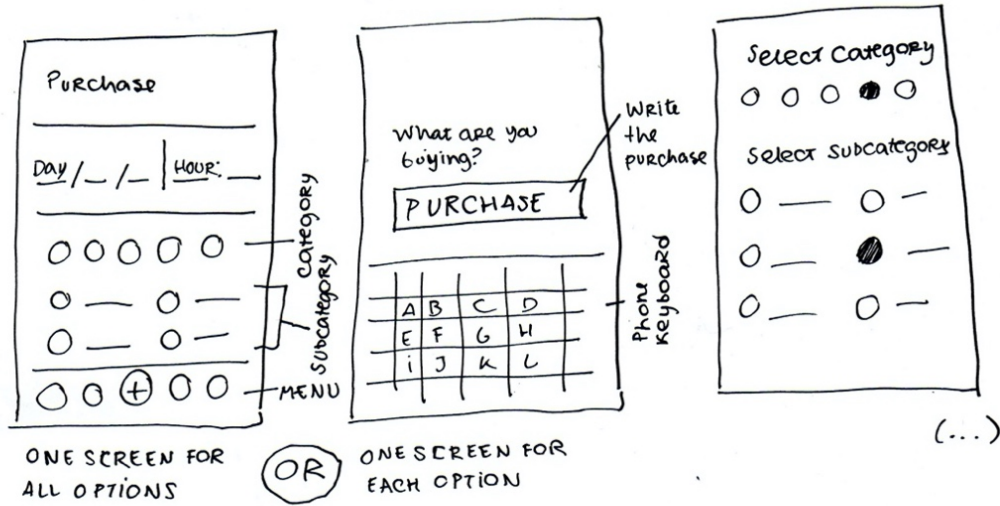 Purchase
Day/_/_ | HOUR: _
CATEGORY
SUBCATEGORY
+
MENU
ONE SCREEN FOR
ALL OPTIONS
OR
What are you
buying?
PURCHASE
Write
the
purchase
A B C D
E F G H
i J K L
Phone
Keyboard
ONE SCREEN FOR
EACH OPTION
Select Category
Select Subcategory
(...)